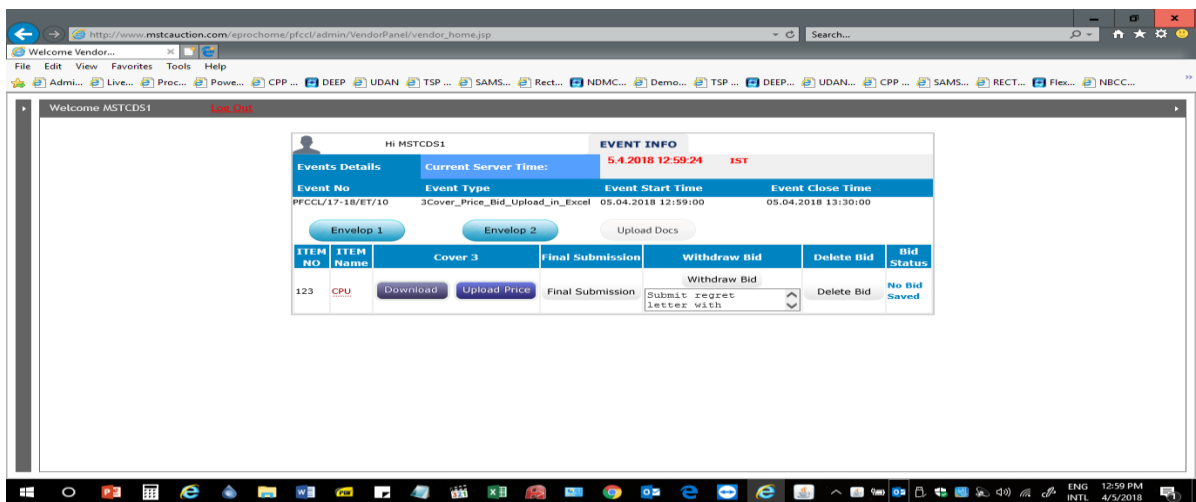 http://www.mstcauction.com/eprochome/pfccl/admin/VendorPanel/vendor_home.jsp
Search...
Welcome Vendor...
File Edit View Favorites Tools Help
Admi... Live... Proc... Powe... CPP ... DEEP UDAN TSP ... SAMS... Rect... NDMC... Demo... TSP ... DEEP... UDAN... CPP ... SAMS... RECT... Flex... NBCC...
Welcome MSTCDS1 Log Out
Hi MSTCDS1 EVENT INFO
Events Details Current Server Time: 5.4.2018 12:59:24 IST
Event No Event Type Event Start Time Event Close Time
PFCCL/17-18/ET/10 3Cover_Price_Bid_Upload_in_Excel 05.04.2018 12:59:00 05.04.2018 13:30:00
Envelop 1 Envelop 2 Upload Docs
ITEM NO ITEM Name Cover 3 Final Submission Withdraw Bid Delete Bid Bid Status
123 CPU Download Upload Price Final Submission Withdraw Bid Delete Bid No Bid Saved
Submit regret
letter with
ENG 12:59 PM
INTL 4/5/2018